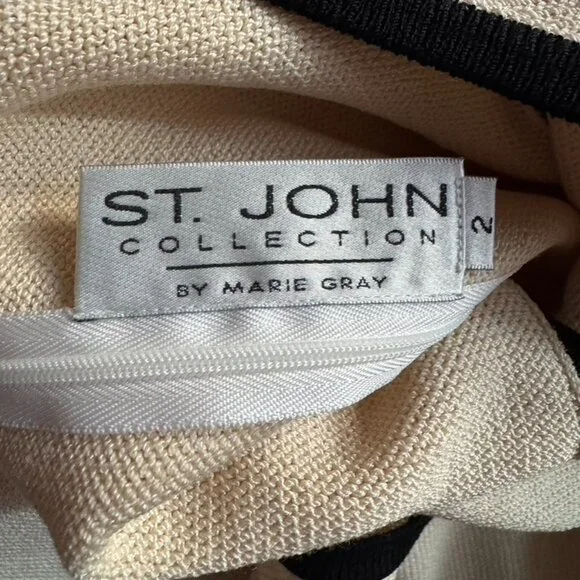 ST. JOHN
COLLECTION
BY MARIE GRAY
2